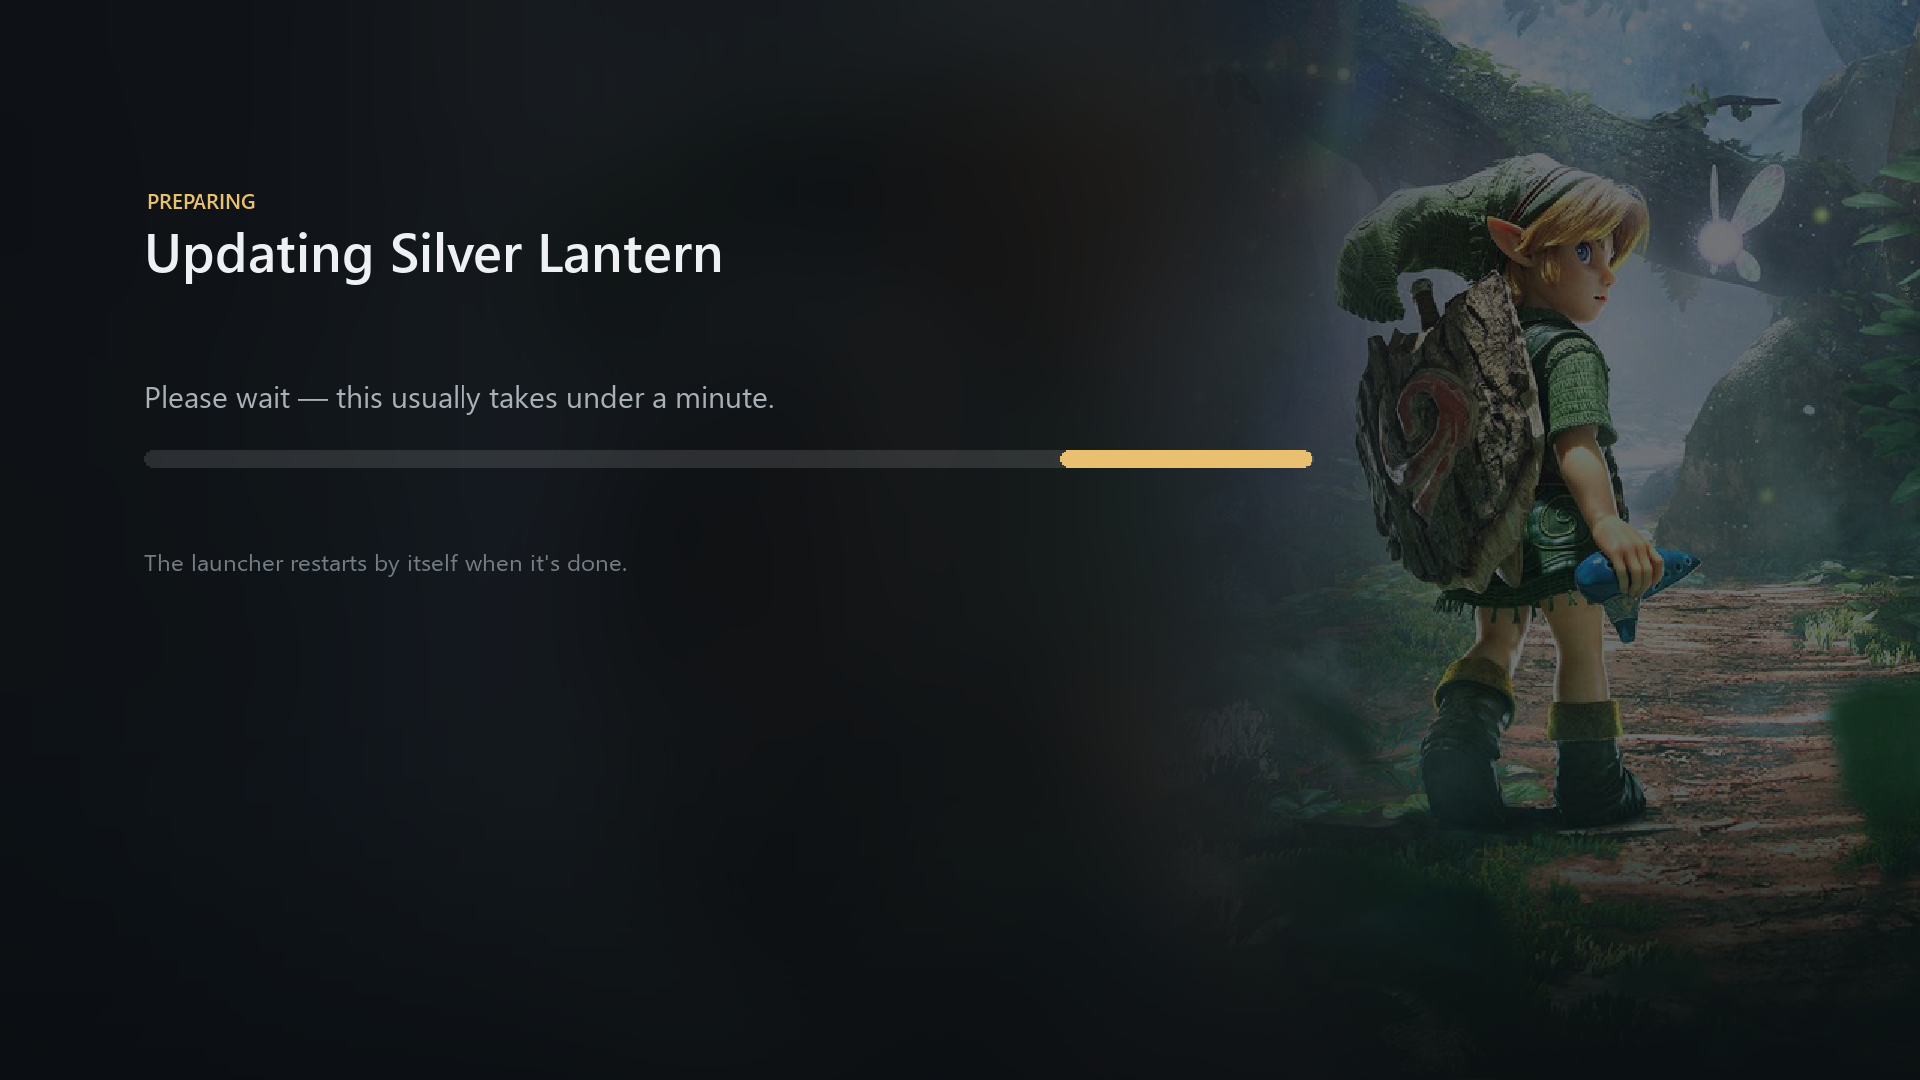 PREPARING
Updating Silver Lantern
Please wait — this usually takes under a minute.
The launcher restarts by itself when it's done.